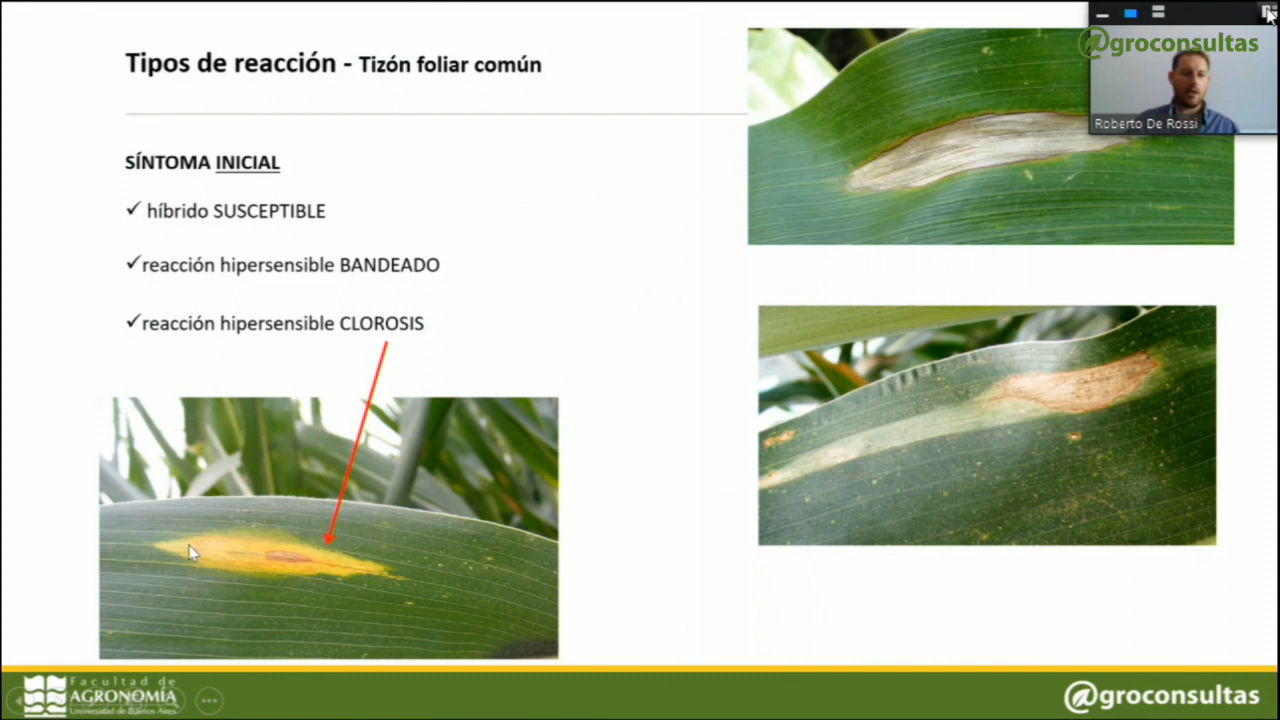 Tipos de reacción - Tizón foliar común
@groconsultas
Roberto De Rossi
SÍNTOMA INICIAL
✓ híbrido SUSCEPTIBLE
✓reacción hipersensible BANDEADO
✓reacción hipersensible CLOROSIS
Facultad de
AGRONOMÍA
Universidad de Buenos Aires
@groconsultas